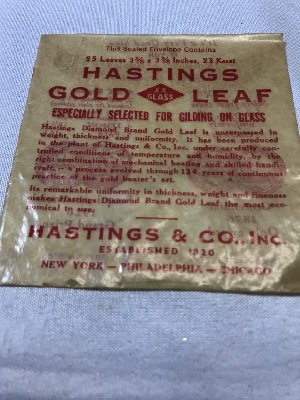 This Sealed Envelope Contains
25 Leaves 3⅜ x 3⅜ Inches, 23 Karat
HASTINGS
GOLD XX GLASS LEAF
ESPECIALLY SELECTED FOR GILDING ON GLASS
Hastings Diamond Brand Gold Leaf is unsurpassed in
weight, thickness and uniformity. It has been produced
in the plant of Hastings & Co., Inc. under carefully con-
trolled conditions of temperature and humidity, by the
right combination of mechanical beating and skilled handi-
craft. — a process evolved through 134 years of continuous
practice of the gold beater's art.
Its remarkable uniformity in thickness, weight and fineness
makes Hastings Diamond Brand Gold Leaf the most eco-
nomical to use.
HASTINGS & CO., INC.
ESTABLISHED 1820
NEW YORK — PHILADELPHIA — CHICAGO